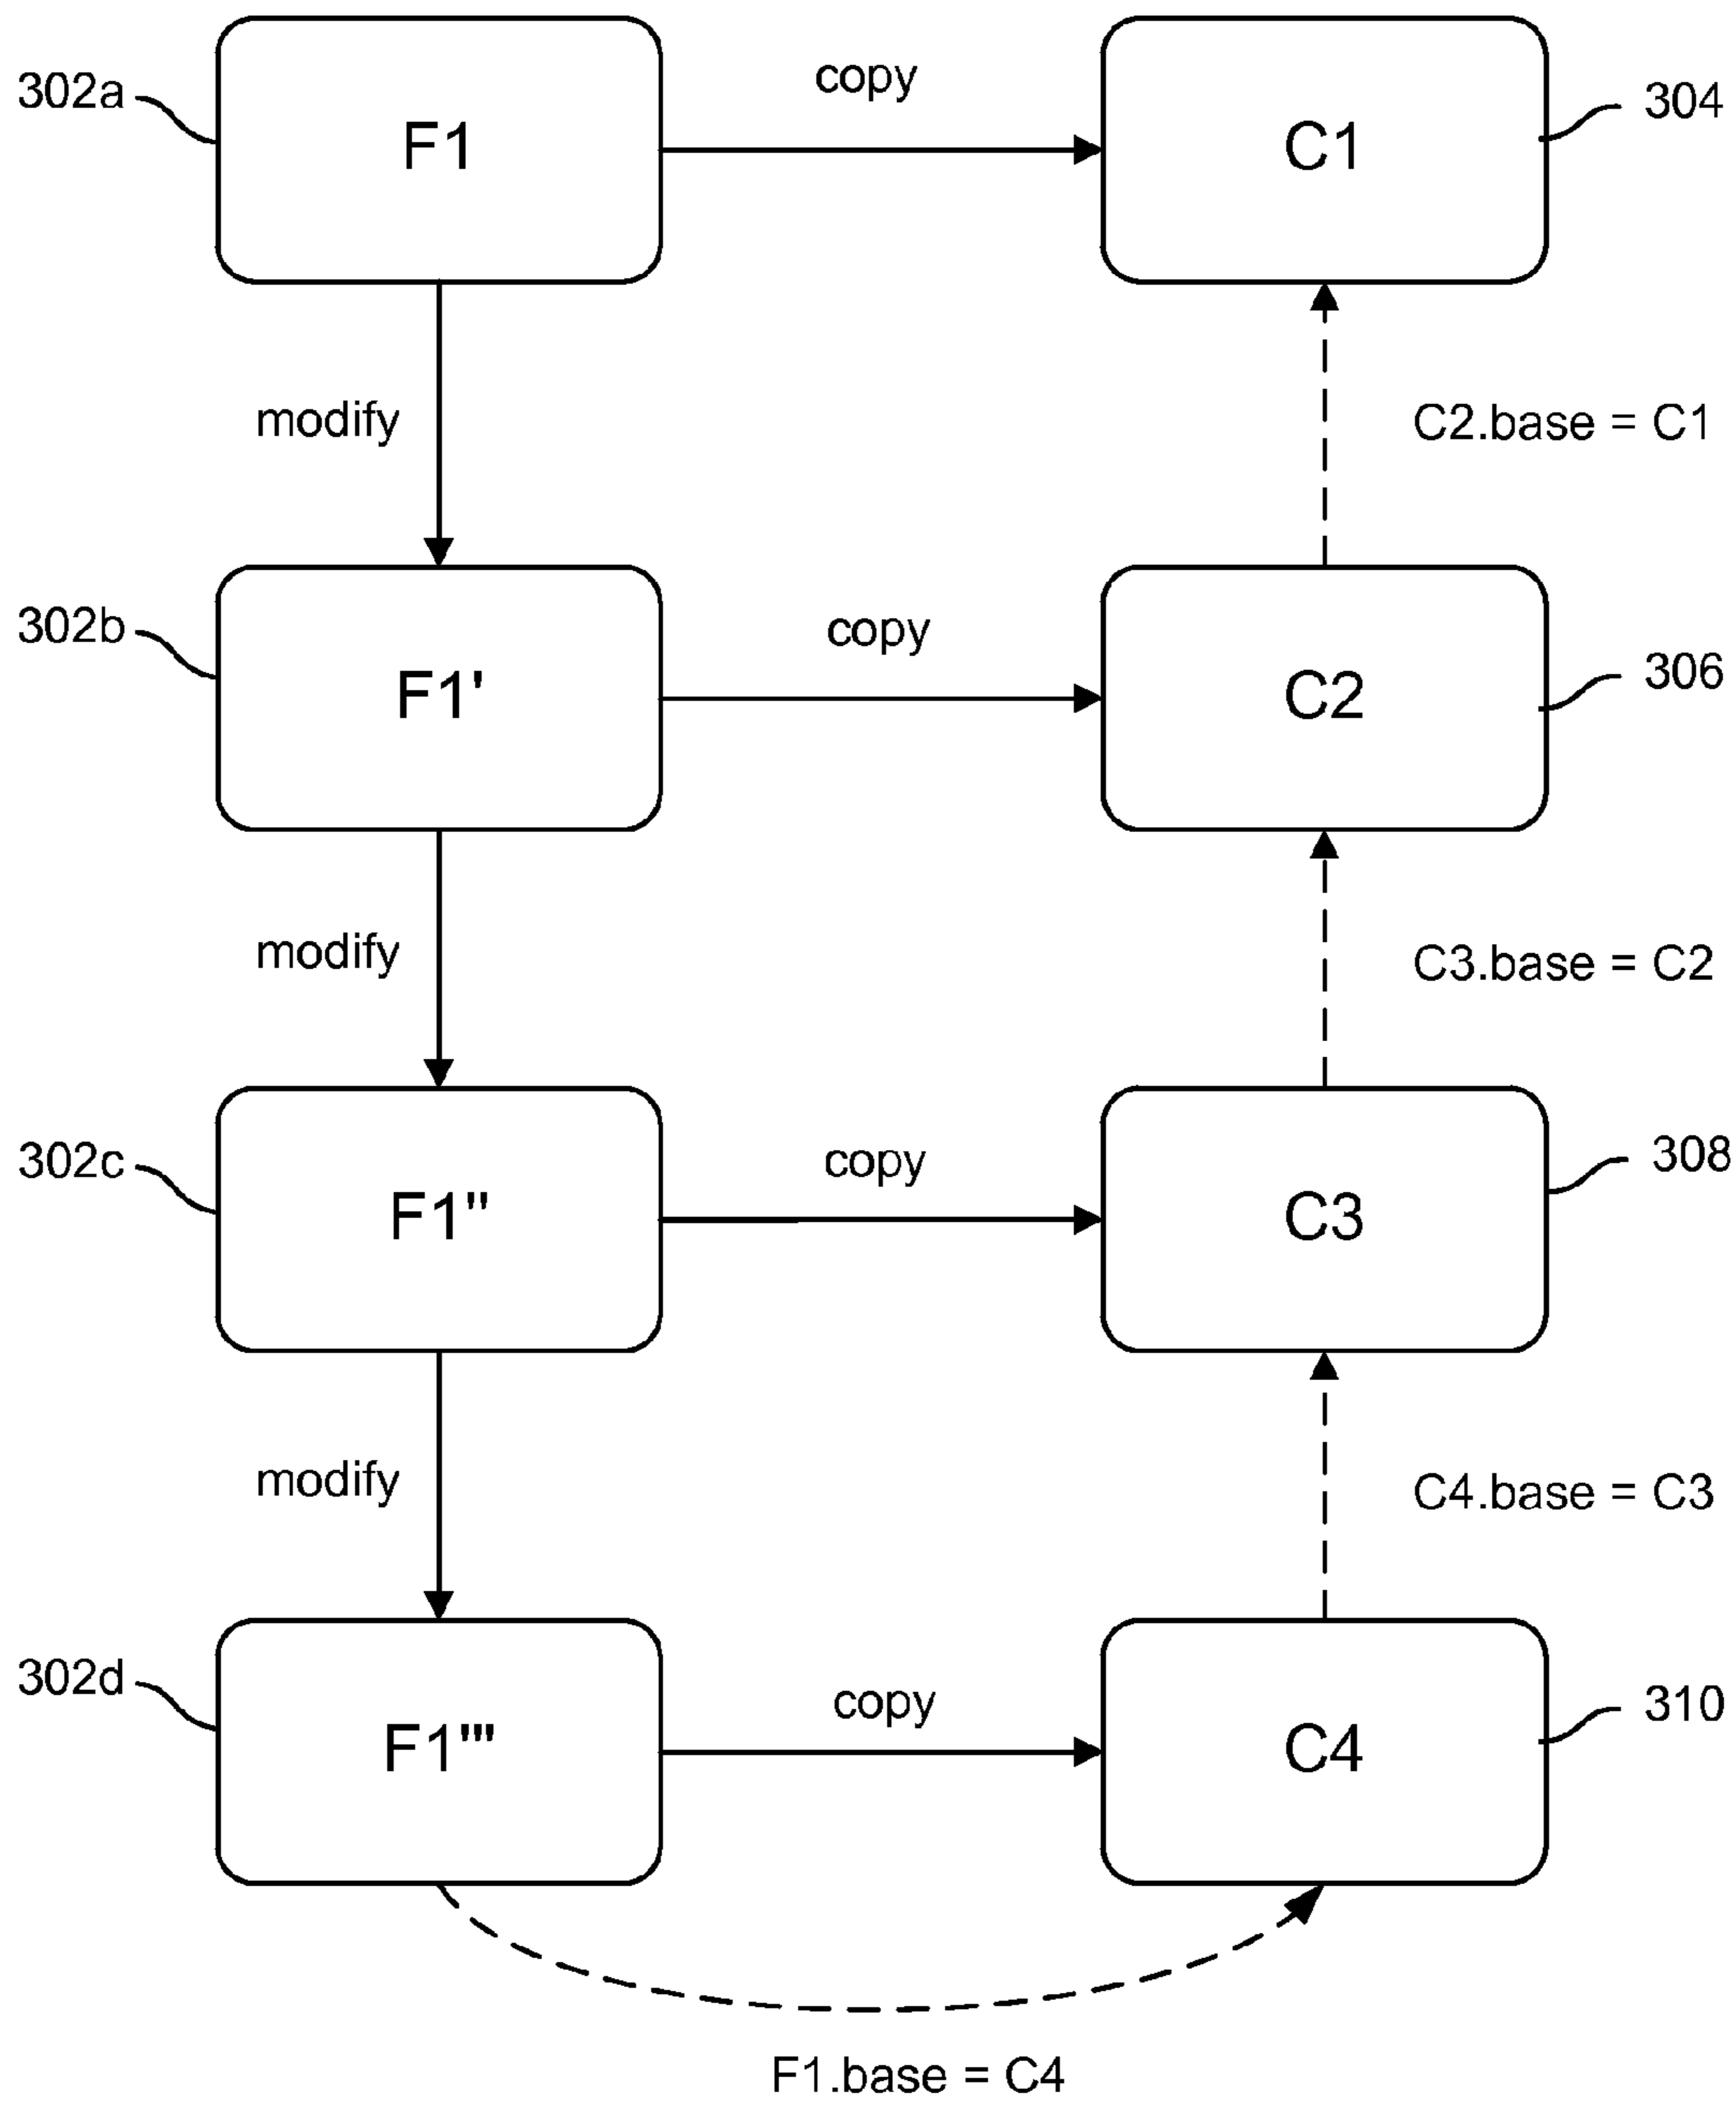 copy
302a
F1
C1
304
modify
C2.base = C1
302b
copy
F1'
C2
306
modify
C3.base = C2
302c
copy
F1"
C3
308
modify
C4.base = C3
302d
copy
F1"'
C4
310
F1.base = C4